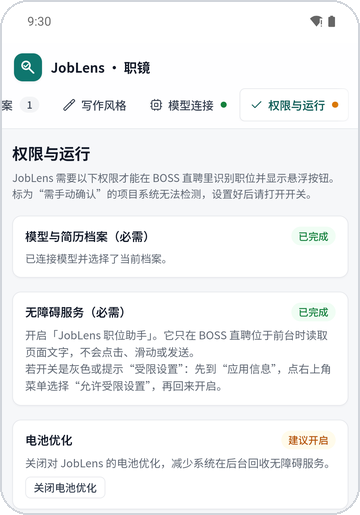 9:30
JobLens · 职镜
案 1 写作风格 模型连接 权限与运行
权限与运行
JobLens 需要以下权限才能在 BOSS 直聘里识别职位并显示悬浮按钮。
标为“需手动确认”的项目系统无法检测，设置好后请打开开关。
模型与简历档案（必需） 已完成
已连接模型并选择了当前档案。
无障碍服务（必需） 已完成
开启「JobLens 职位助手」。它只在 BOSS 直聘位于前台时读取
页面文字，不会点击、滑动或发送。
若开关是灰色或提示“受限设置”：先到“应用信息”，点右上角
菜单选择“允许受限设置”，再回来开启。
电池优化 建议开启
关闭对 JobLens 的电池优化，减少系统在后台回收无障碍服务。
关闭电池优化